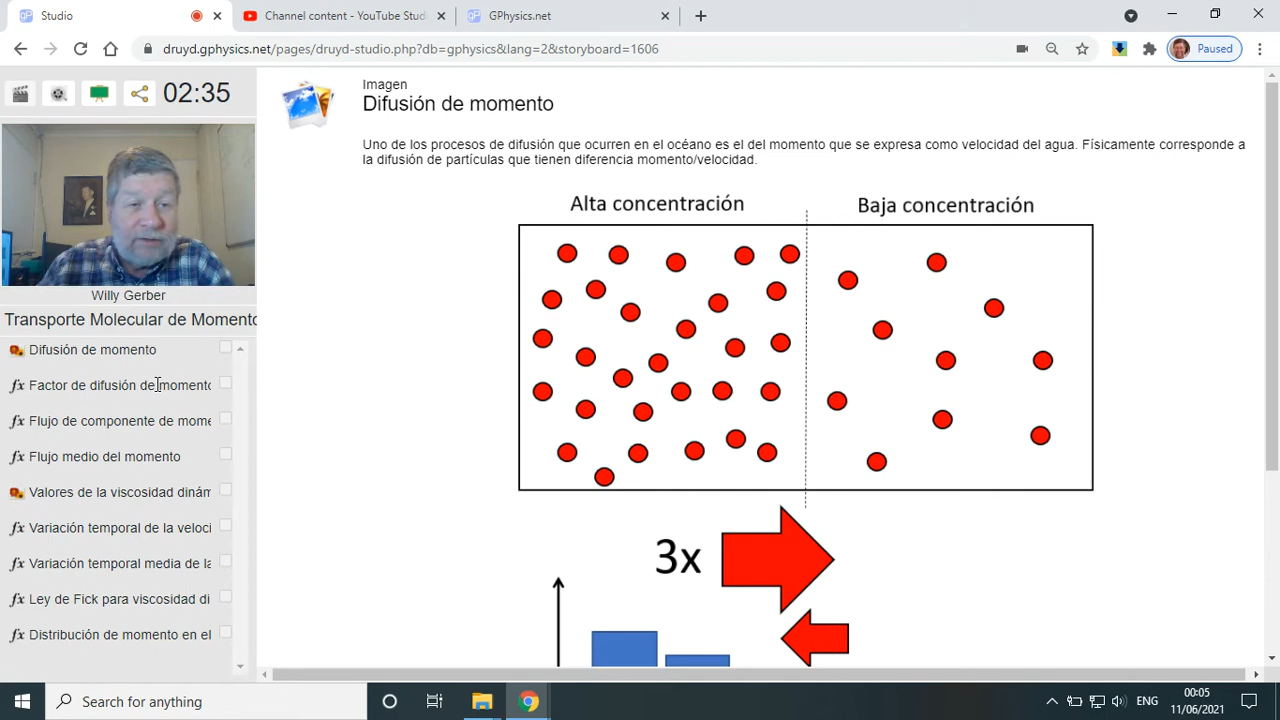 Studio
Channel content - YouTube Studi
GPhysics.net
druyd.gphysics.net/pages/druyd-studio.php?db=gphysics&lang=2&storyboard=1606
Paused
02:35
Willy Gerber
Transporte Molecular de Momento
Difusión de momento
Factor de difusión de momento
Flujo de componente de mome
Flujo medio del momento
Valores de la viscosidad dinám
Variación temporal de la veloci
Variación temporal media de la
Ley de Fick para viscosidad di
Distribución de momento en el
Imagen
Difusión de momento
Uno de los procesos de difusión que ocurren en el océano es el del momento que se expresa como velocidad del agua. Físicamente corresponde a
la difusión de partículas que tienen diferencia momento/velocidad.
Alta concentración
Baja concentración
3x
Search for anything
ENG
00:05
11/06/2021